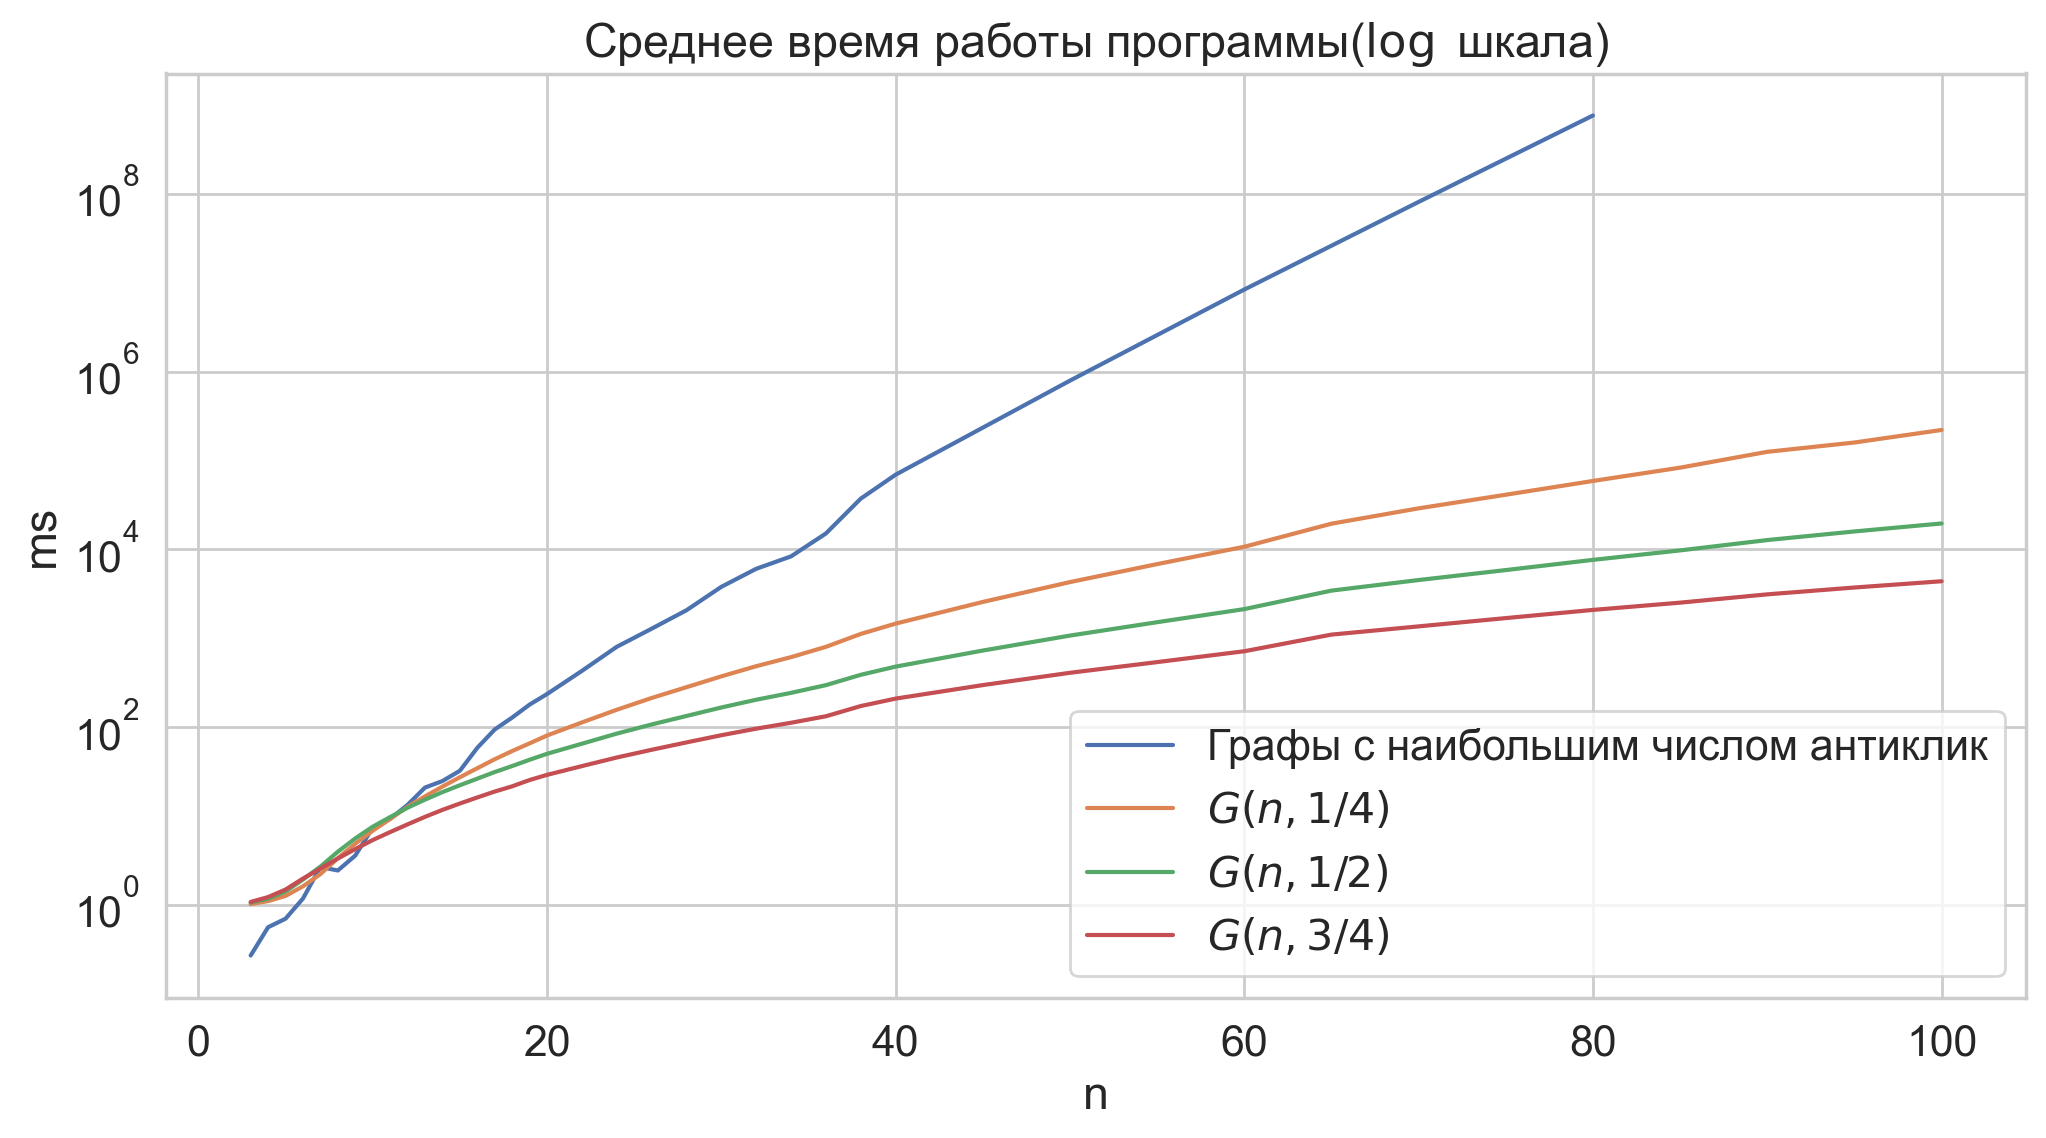 Среднее время работы программы(log шкала)
ms
10^8
10^6
10^4
10^2
10^0
0 20 40 60 80 100
n
Графы с наибольшим числом антиклик
G(n, 1/4)
G(n, 1/2)
G(n, 3/4)